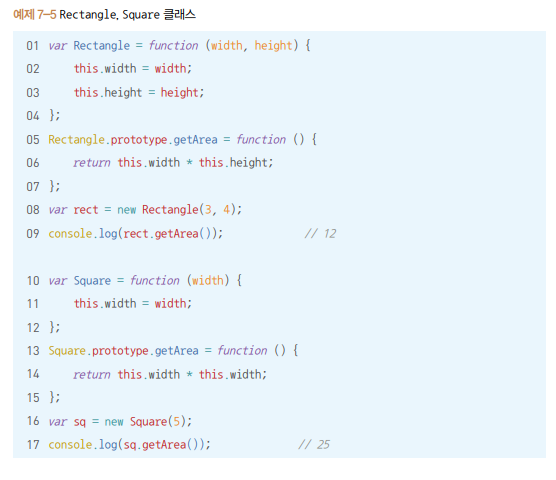 예제 7-5 Rectangle, Square 클래스
01 var Rectangle = function (width, height) {
02 this.width = width;
03 this.height = height;
04 };
05 Rectangle.prototype.getArea = function () {
06 return this.width * this.height;
07 };
08 var rect = new Rectangle(3, 4);
09 console.log(rect.getArea()); // 12
10 var Square = function (width) {
11 this.width = width;
12 };
13 Square.prototype.getArea = function () {
14 return this.width * this.width;
15 };
16 var sq = new Square(5);
17 console.log(sq.getArea()); // 25